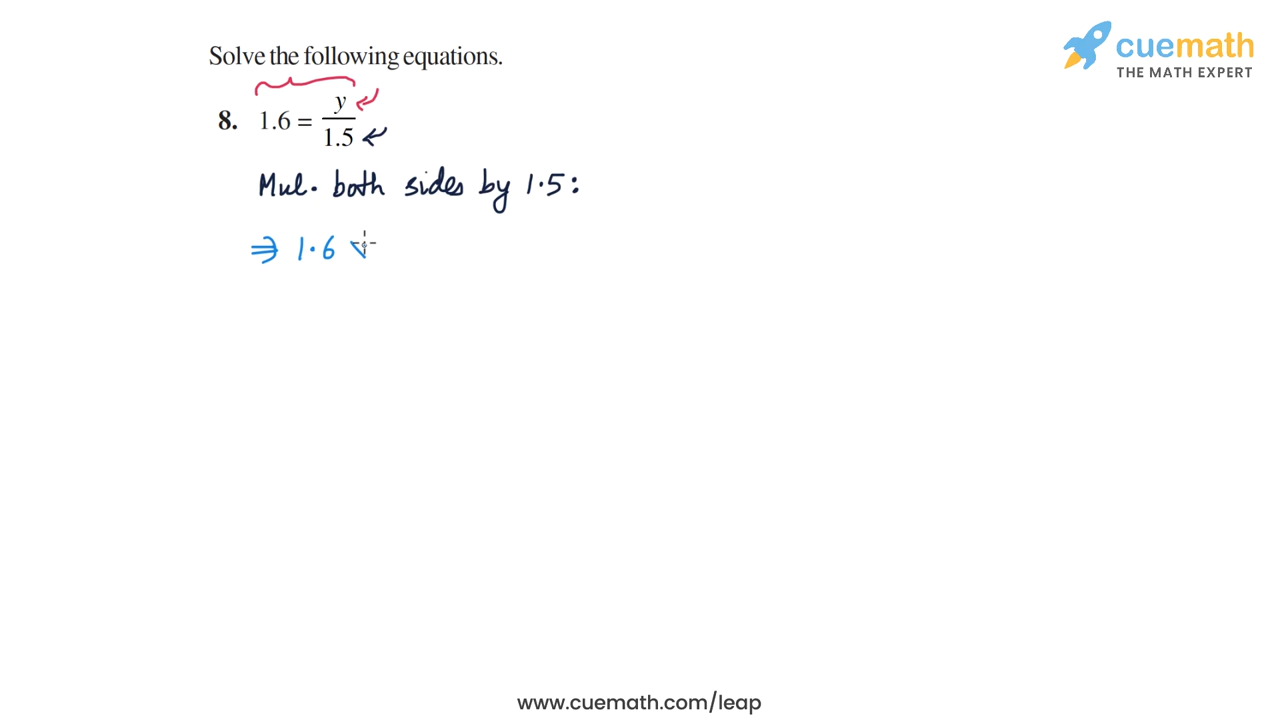 cuemath
THE MATH EXPERT
Solve the following equations.
8. 1.6 = y/1.5
Mul. both sides by 1.5:
⇒ 1.6
www.cuemath.com/leap